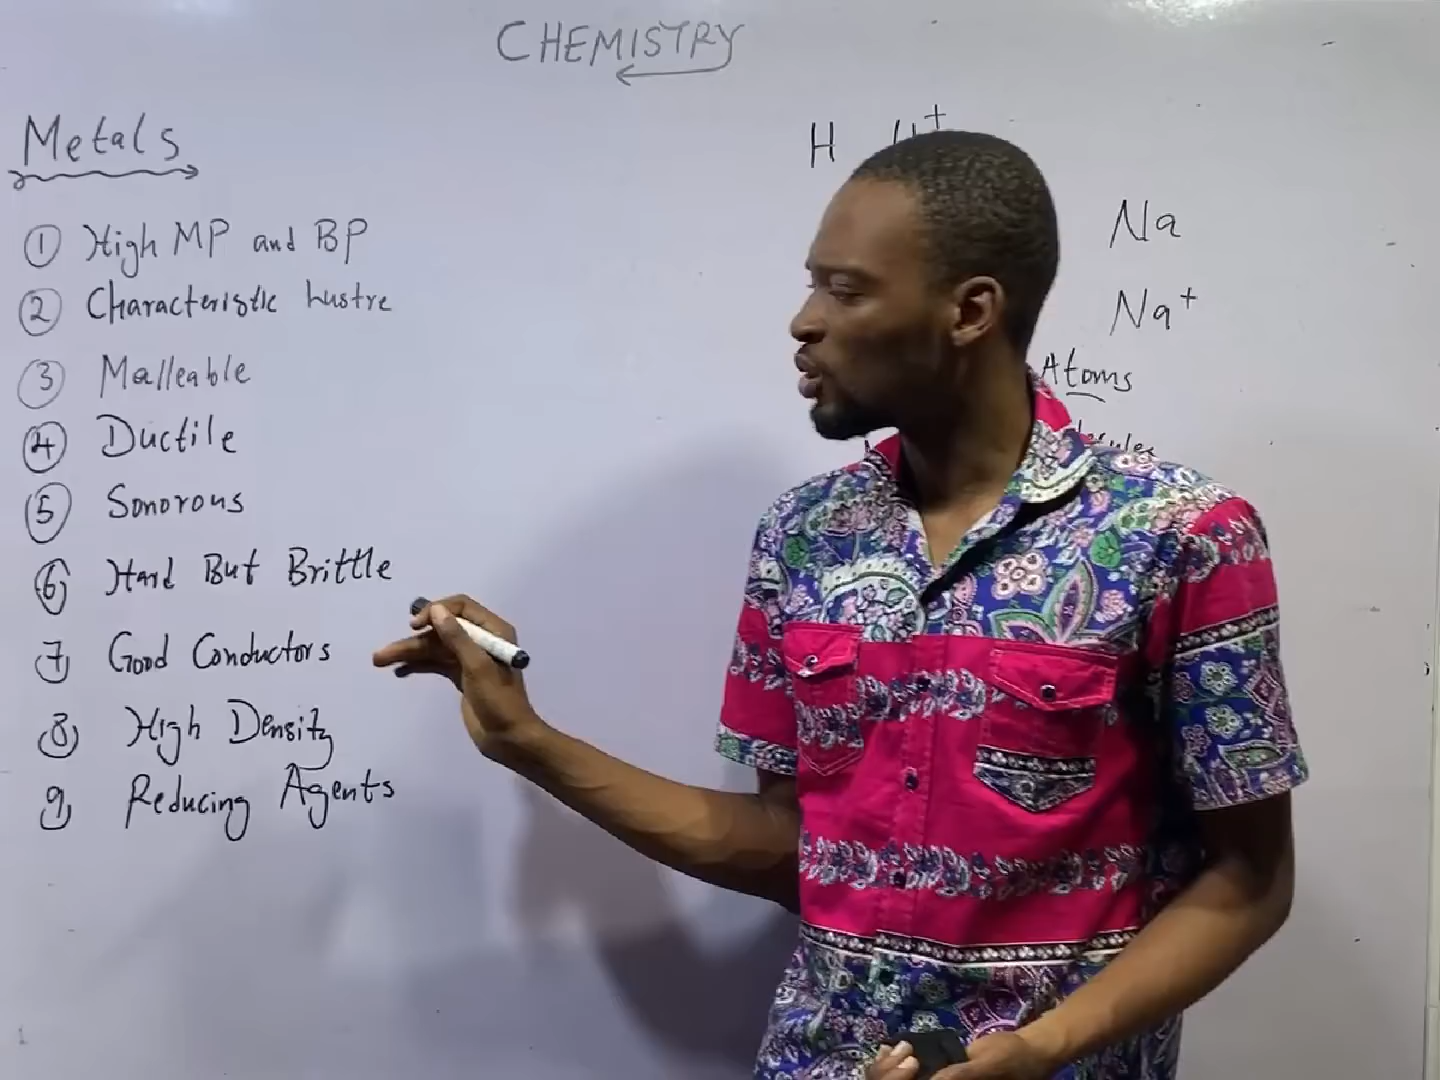 CHEMISTRY
Metals
1 High MP and BP
2 Characteristic Lustre
3 Malleable
4 Ductile
5 Sonorous
6 Hard But Brittle
7 Good Conductors
8 High Density
9 Reducing Agents
H
Na
Na+
Atoms